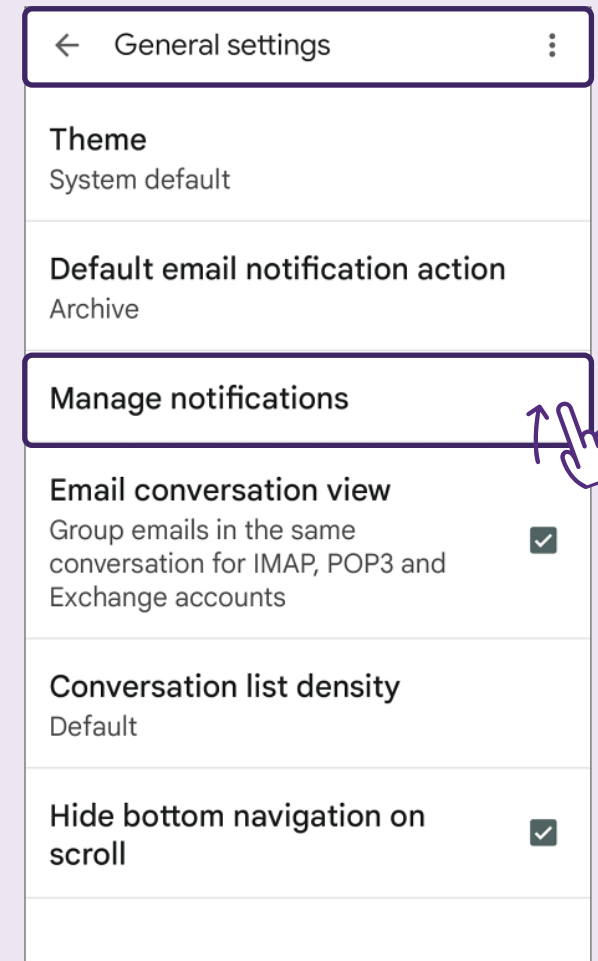 General settings
Theme
System default
Default email notification action
Archive
Manage notifications
Email conversation view
Group emails in the same
conversation for IMAP, POP3 and
Exchange accounts
Conversation list density
Default
Hide bottom navigation on
scroll